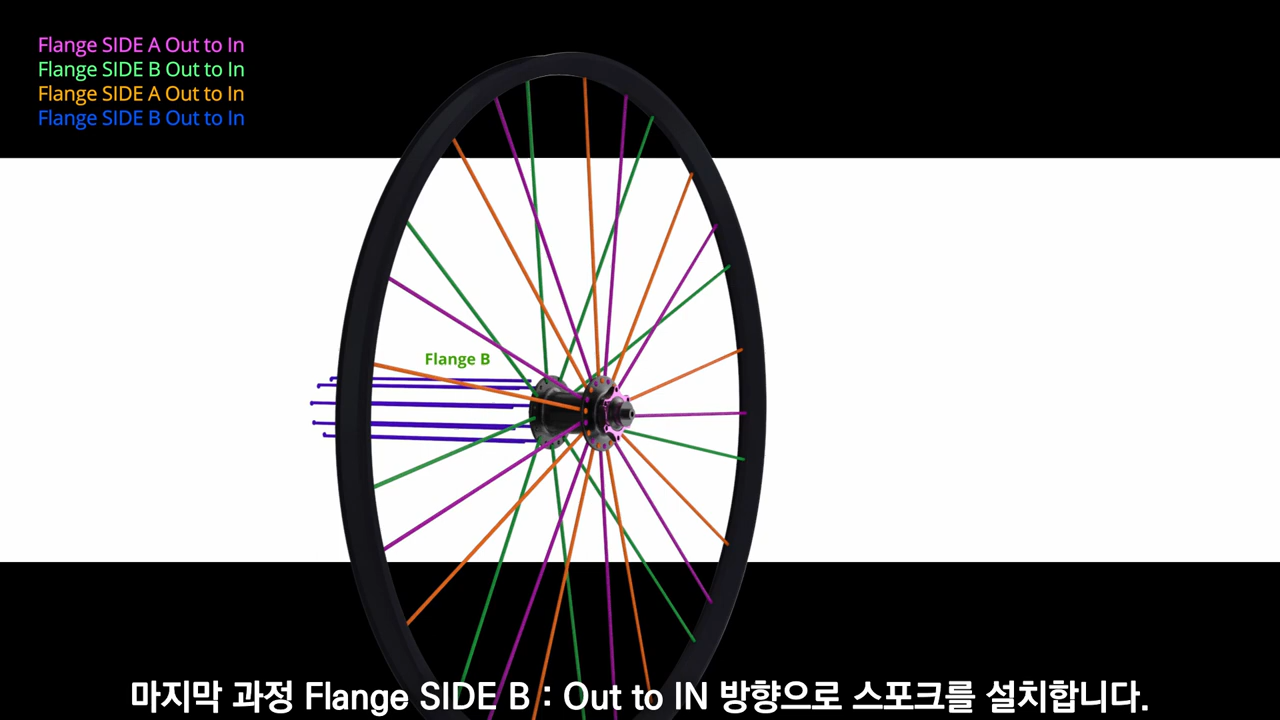 Flange SIDE A Out to In
Flange SIDE B Out to In
Flange SIDE A Out to In
Flange SIDE B Out to In
Flange B
마지막 과정 Flange SIDE B : Out to IN 방향으로 스포크를 설치합니다.